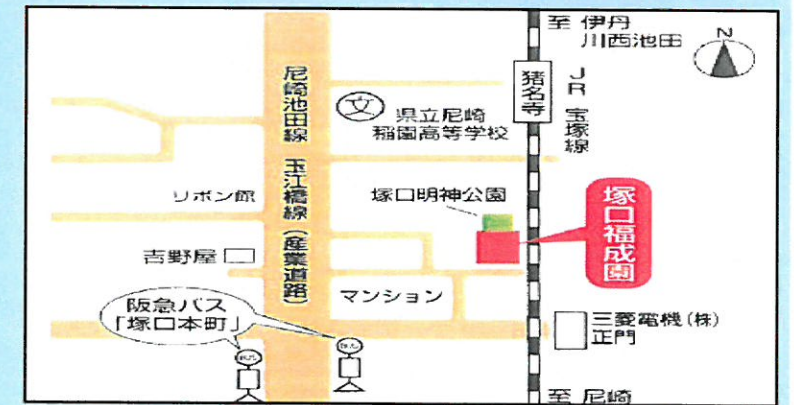 至 伊丹
川西池田
N
猪名寺
JR 宝塚線
尼崎池田線
玉江橋線(産業道路)
文
県立尼崎
稲園高等学校
リボン館
塚口明神公園
塚口福成園
吉野屋
マンション
阪急バス
「塚口本町」
三菱電機(株)
正門
至 尼崎